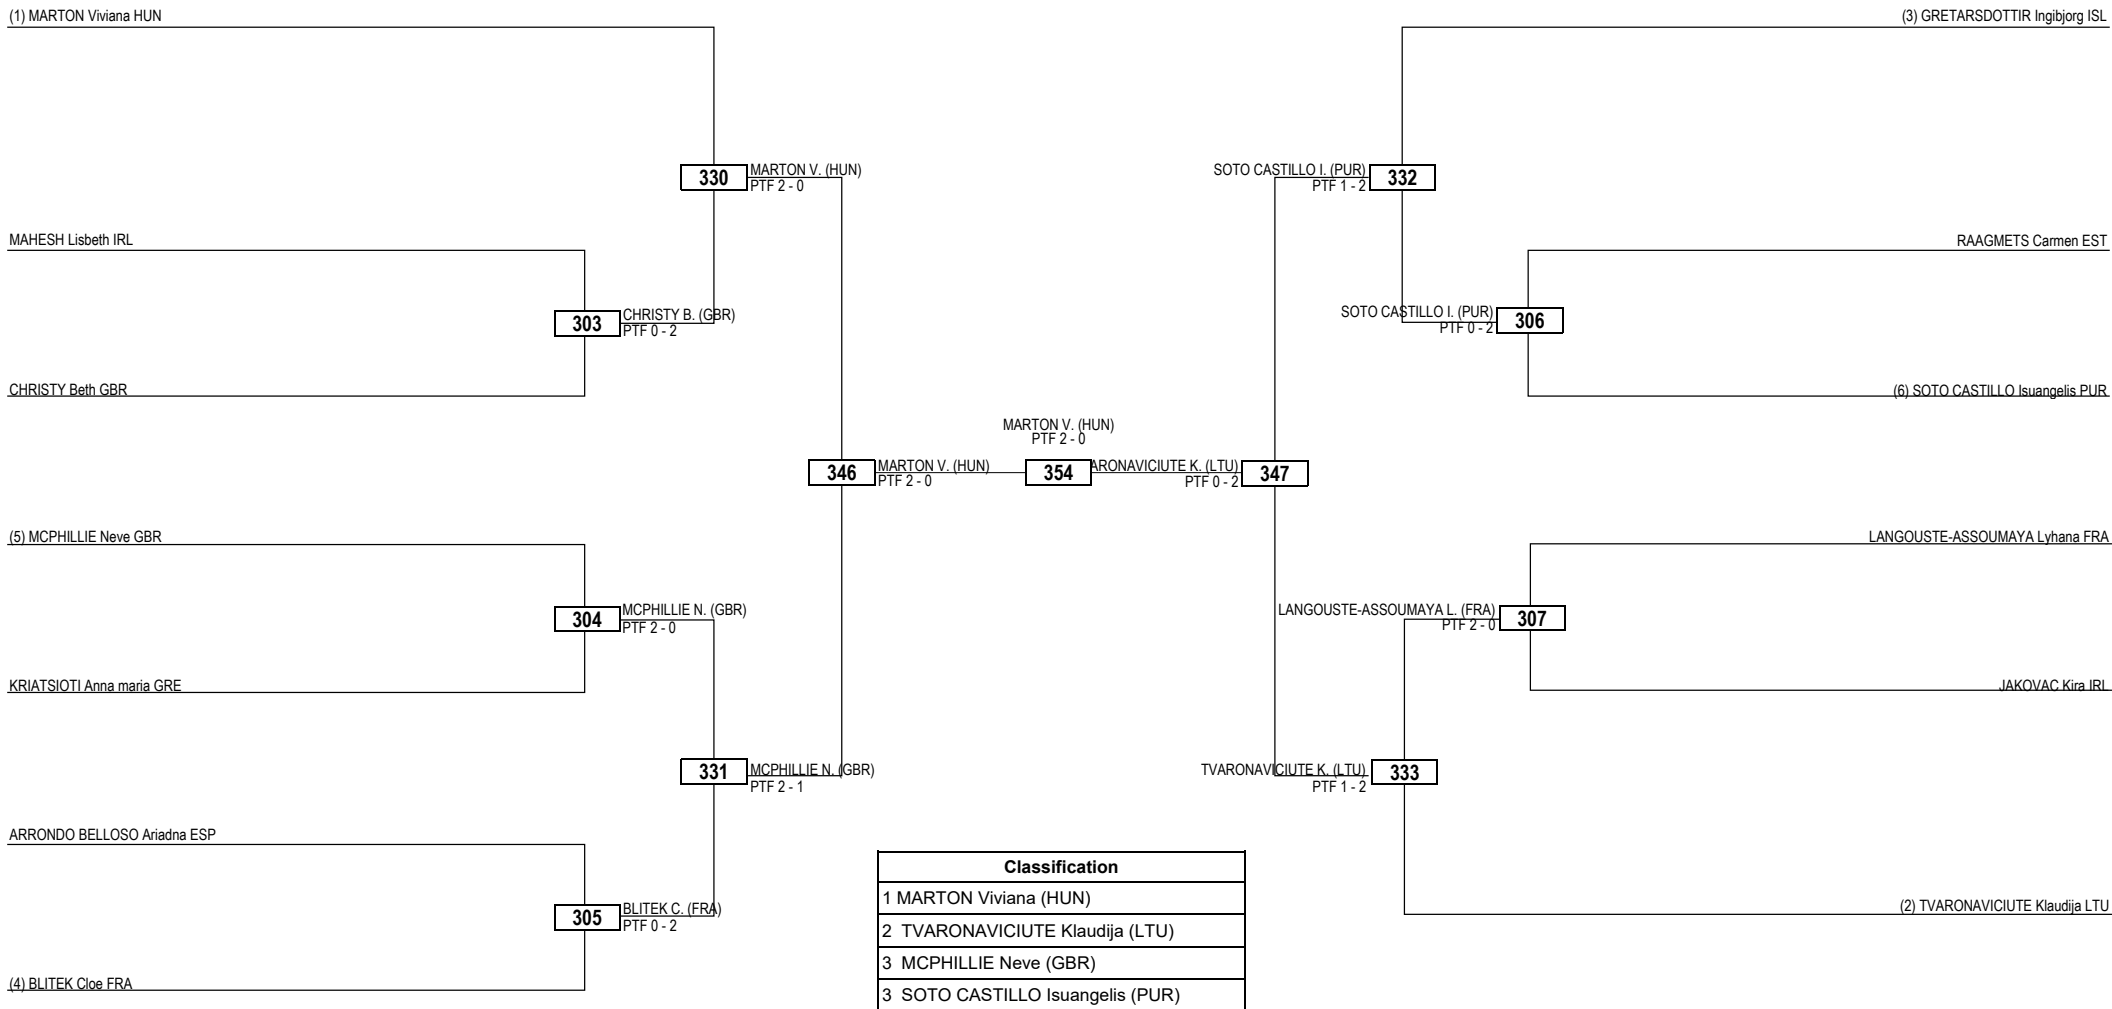 (1) MARTON Viviana HUN
(3) GRETARSDOTTIR Ingibjorg ISL
330
MARTON V. (HUN)
PTF 2 - 0
SOTO CASTILLO I. (PUR)
PTF 1 - 2
332
MAHESH Lisbeth IRL
RAAGMETS Carmen EST
303
CHRISTY B. (GBR)
PTF 0 - 2
SOTO CASTILLO I. (PUR)
PTF 0 - 2
306
CHRISTY Beth GBR
(6) SOTO CASTILLO Isuangelis PUR
MARTON V. (HUN)
PTF 2 - 0
346
MARTON V. (HUN)
PTF 2 - 0
354
ARONAVICIUTE K. (LTU)
PTF 0 - 2
347
(5) MCPHILLIE Neve GBR
LANGOUSTE-ASSOUMAYA Lyhana FRA
304
MCPHILLIE N. (GBR)
PTF 2 - 0
LANGOUSTE-ASSOUMAYA L. (FRA)
PTF 2 - 0
307
KRIATSIOTI Anna maria GRE
JAKOVAC Kira IRL
331
MCPHILLIE N. (GBR)
PTF 2 - 1
TVARONAVICIUTE K. (LTU)
PTF 1 - 2
333
ARRONDO BELLOSO Ariadna ESP
305
BLITEK C. (FRA)
PTF 0 - 2
(2) TVARONAVICIUTE Klaudija LTU
(4) BLITEK Cloe FRA
Classification
1 MARTON Viviana (HUN)
2 TVARONAVICIUTE Klaudija (LTU)
3 MCPHILLIE Neve (GBR)
3 SOTO CASTILLO Isuangelis (PUR)